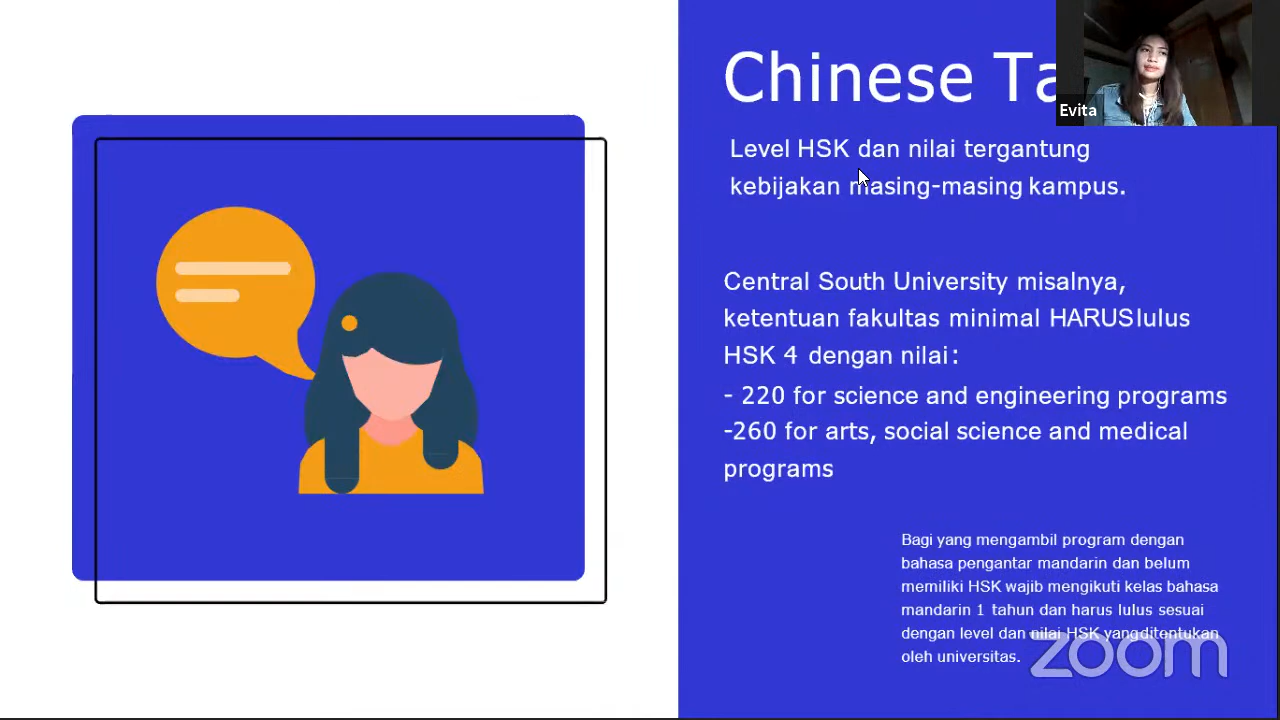 Chinese Ta
Evita
Level HSK dan nilai tergantung
kebijakan masing-masing kampus.
Central South University misalnya,
ketentuan fakultas minimal HARUS lulus
HSK 4 dengan nilai:
- 220 for science and engineering programs
-260 for arts, social science and medical
programs
Bagi yang mengambil program dengan
bahasa pengantar mandarin dan belum
memiliki HSK wajib mengikuti kelas bahasa
mandarin 1 tahun dan harus lulus sesuai
dengan level dan nilai HSK yangditentukan
oleh universitas.
zoom